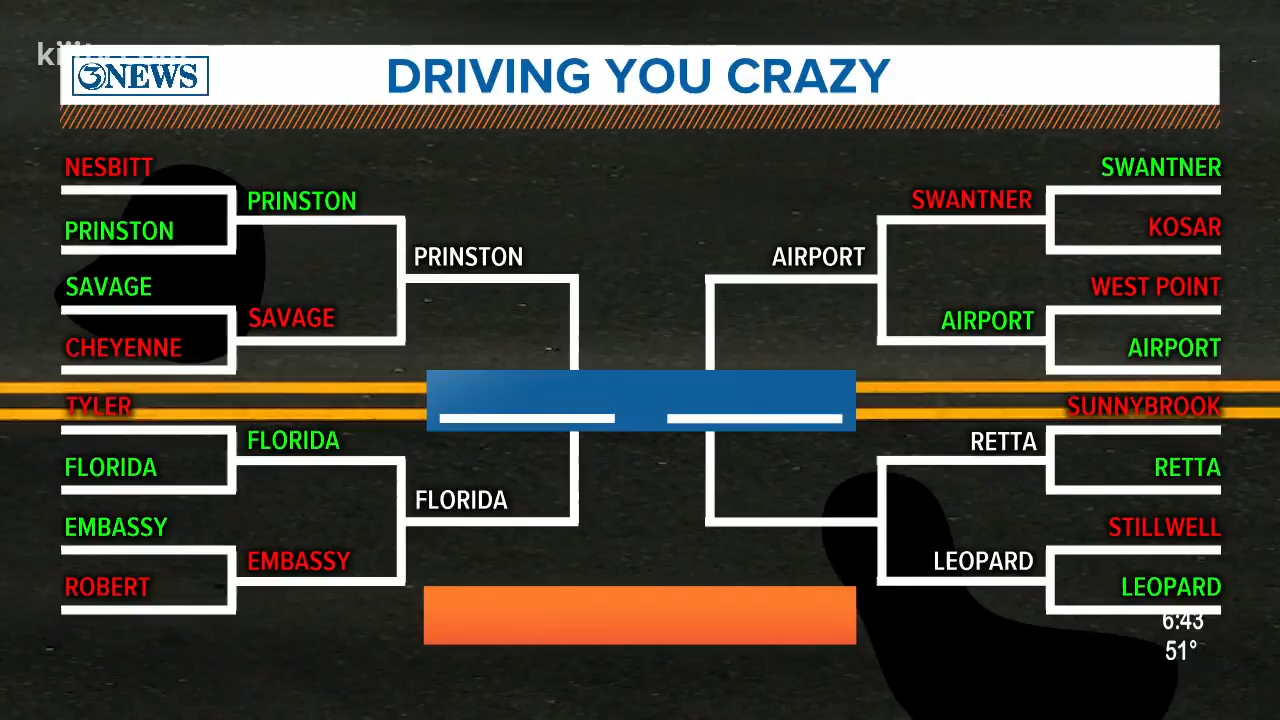 3NEWS
DRIVING YOU CRAZY
NESBITT
PRINSTON
SAVAGE
CHEYENNE
TYLER
FLORIDA
EMBASSY
ROBERT
PRINSTON
SAVAGE
FLORIDA
EMBASSY
PRINSTON
FLORIDA
AIRPORT
SWANTNER
AIRPORT
RETTA
LEOPARD
SWANTNER
KOSAR
WEST POINT
AIRPORT
SUNNYBROOK
RETTA
STILLWELL
LEOPARD
6:43
51°